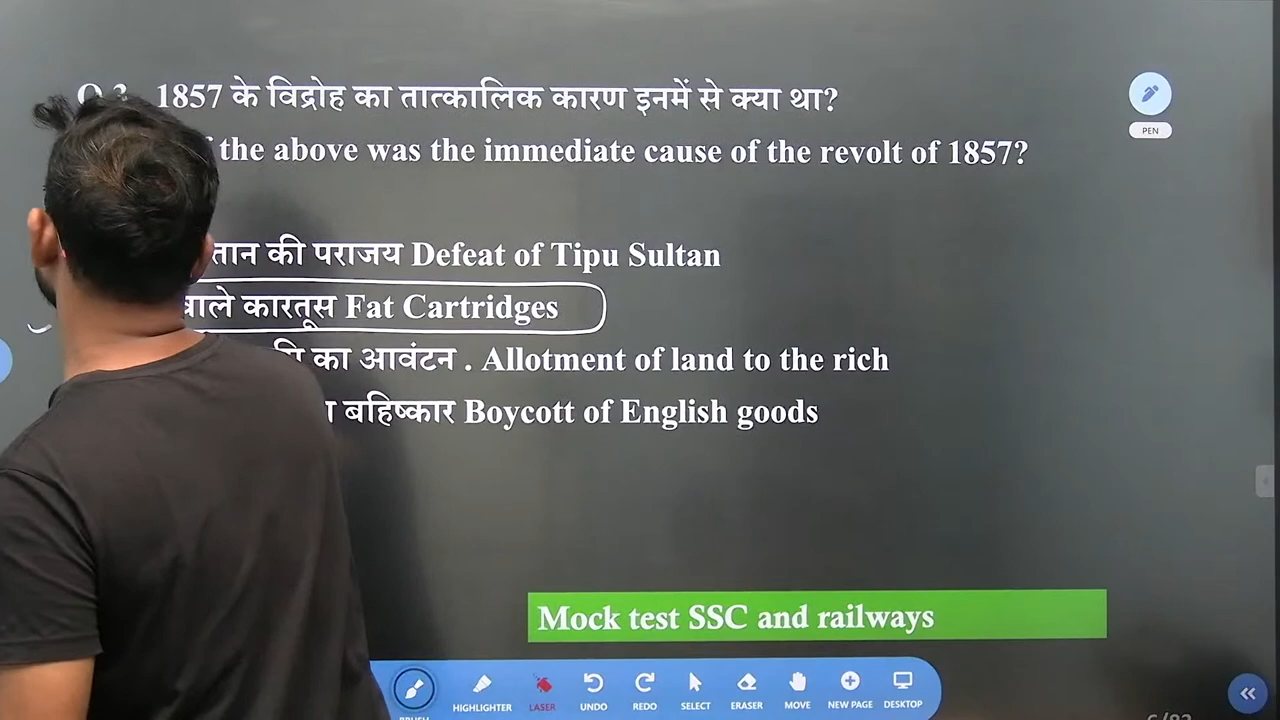 1857 के विद्रोह का तात्कालिक कारण इनमें से क्या था?
the above was the immediate cause of the revolt of 1857?
की पराजय Defeat of Tipu Sultan
कारतूस Fat Cartridges
का आवंटन . Allotment of land to the rich
बहिष्कार Boycott of English goods
Mock test SSC and railways
PEN
HIGHLIGHTER LASER UNDO REDO SELECT ERASER MOVE NEW PAGE DESKTOP